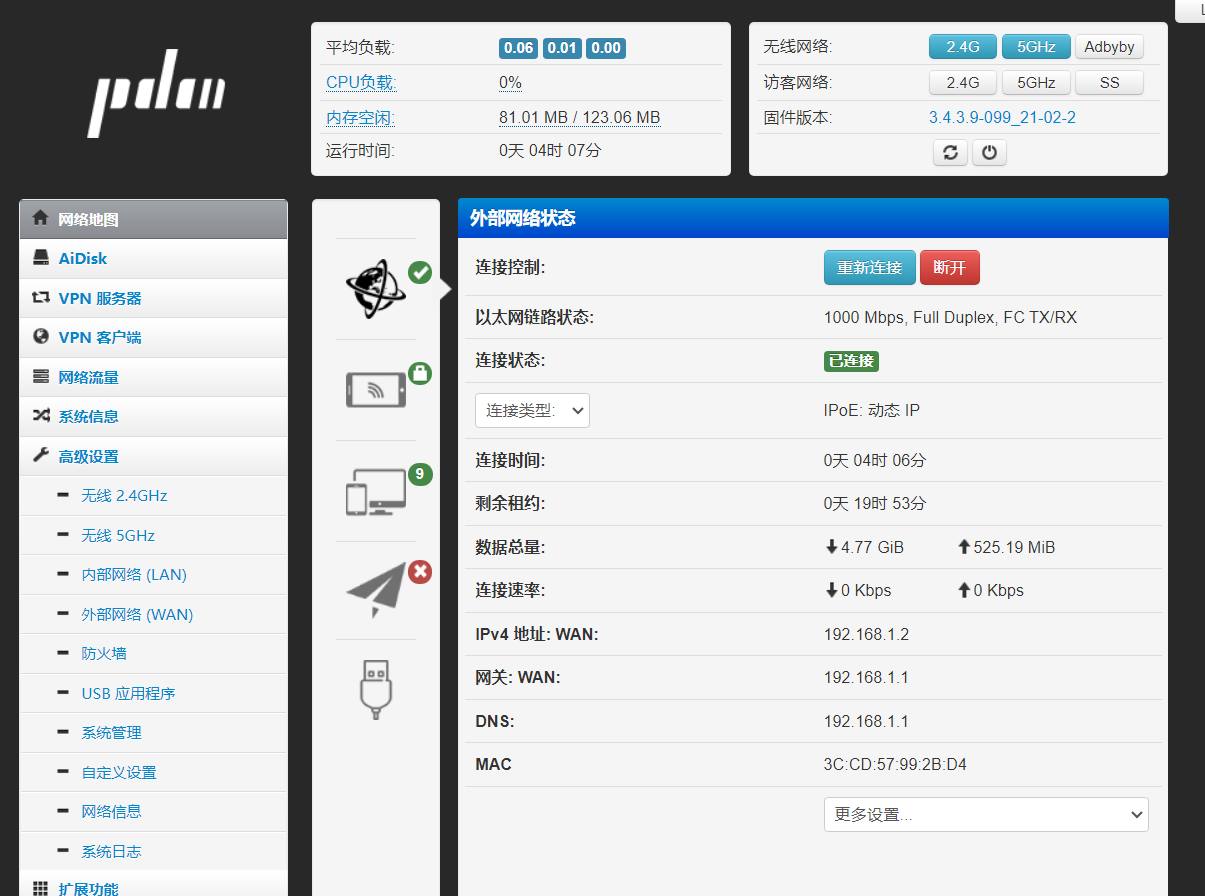 pdcn
平均负载: 0.06 0.01 0.00
CPU负载: 0%
内存空闲: 81.01 MB / 123.06 MB
运行时间: 0天 04时 07分
无线网络: 2.4G 5GHz Adbyby
访客网络: 2.4G 5GHz SS
固件版本: 3.4.3.9-099_21-02-2
网络地图
AiDisk
VPN 服务器
VPN 客户端
网络流量
系统信息
高级设置
无线 2.4GHz
无线 5GHz
内部网络 (LAN)
外部网络 (WAN)
防火墙
USB 应用程序
系统管理
自定义设置
网络信息
系统日志
扩展功能
9
外部网络状态
连接控制: 重新连接 断开
以太网链路状态: 1000 Mbps, Full Duplex, FC TX/RX
连接状态: 已连接
连接类型: IPoE: 动态 IP
连接时间: 0天 04时 06分
剩余租约: 0天 19时 53分
数据总量: 4.77 GiB 525.19 MiB
连接速率: 0 Kbps 0 Kbps
IPv4 地址: WAN: 192.168.1.2
网关: WAN: 192.168.1.1
DNS: 192.168.1.1
MAC 3C:CD:57:99:2B:D4
更多设置...